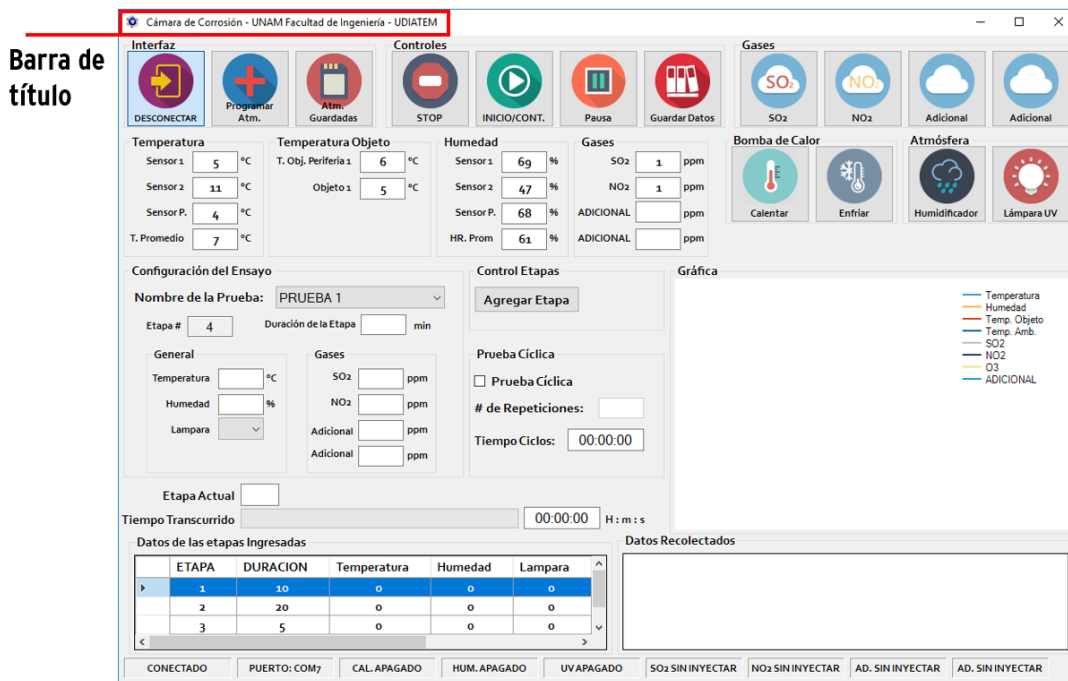 Barra de
título
Cámara de Corrosión - UNAM Facultad de Ingeniería - UDIATEM
Interfaz
DESCONECTAR
Programar
Atm.
Atm.
Guardadas
Controles
STOP
INICIO/CONT.
Pausa
Guardar Datos
Gases
SO2
SO2
NO2
NO2
Adicional
Adicional
Temperatura
Sensor 1 5 °C
Sensor 2 11 °C
Sensor P. 4 °C
T. Promedio 7 °C
Temperatura Objeto
T. Obj. Periferia 1 6 °C
Objeto 1 5 °C
Humedad
Sensor 1 69 %
Sensor 2 47 %
Sensor P. 68 %
HR. Prom 61 %
Gases
SO2 1 ppm
NO2 1 ppm
ADICIONAL ppm
ADICIONAL ppm
Bomba de Calor
Calentar
Enfriar
Atmósfera
Humidificador
Lámpara UV
Configuración del Ensayo
Nombre de la Prueba: PRUEBA 1
Etapa # 4 Duración de la Etapa min
General
Temperatura °C
Humedad %
Lampara
Gases
SO2 ppm
NO2 ppm
Adicional ppm
Adicional ppm
Control Etapas
Agregar Etapa
Prueba Cíclica
Prueba Cíclica
# de Repeticiones:
Tiempo Ciclos: 00:00:00
Gráfica
Temperatura
Humedad
Temp. Objeto
Temp. Amb.
SO2
NO2
O3
ADICIONAL
Etapa Actual
Tiempo Transcurrido 00:00:00 H : m : s
Datos de las etapas Ingresadas
ETAPA DURACION Temperatura Humedad Lampara
1 10 0 0 0
2 20 0 0 0
3 5 0 0 0
Datos Recolectados
CONECTADO PUERTO: COM7 CAL. APAGADO HUM. APAGADO UV APAGADO SO2 SIN INYECTAR NO2 SIN INYECTAR AD. SIN INYECTAR AD. SIN INYECTAR